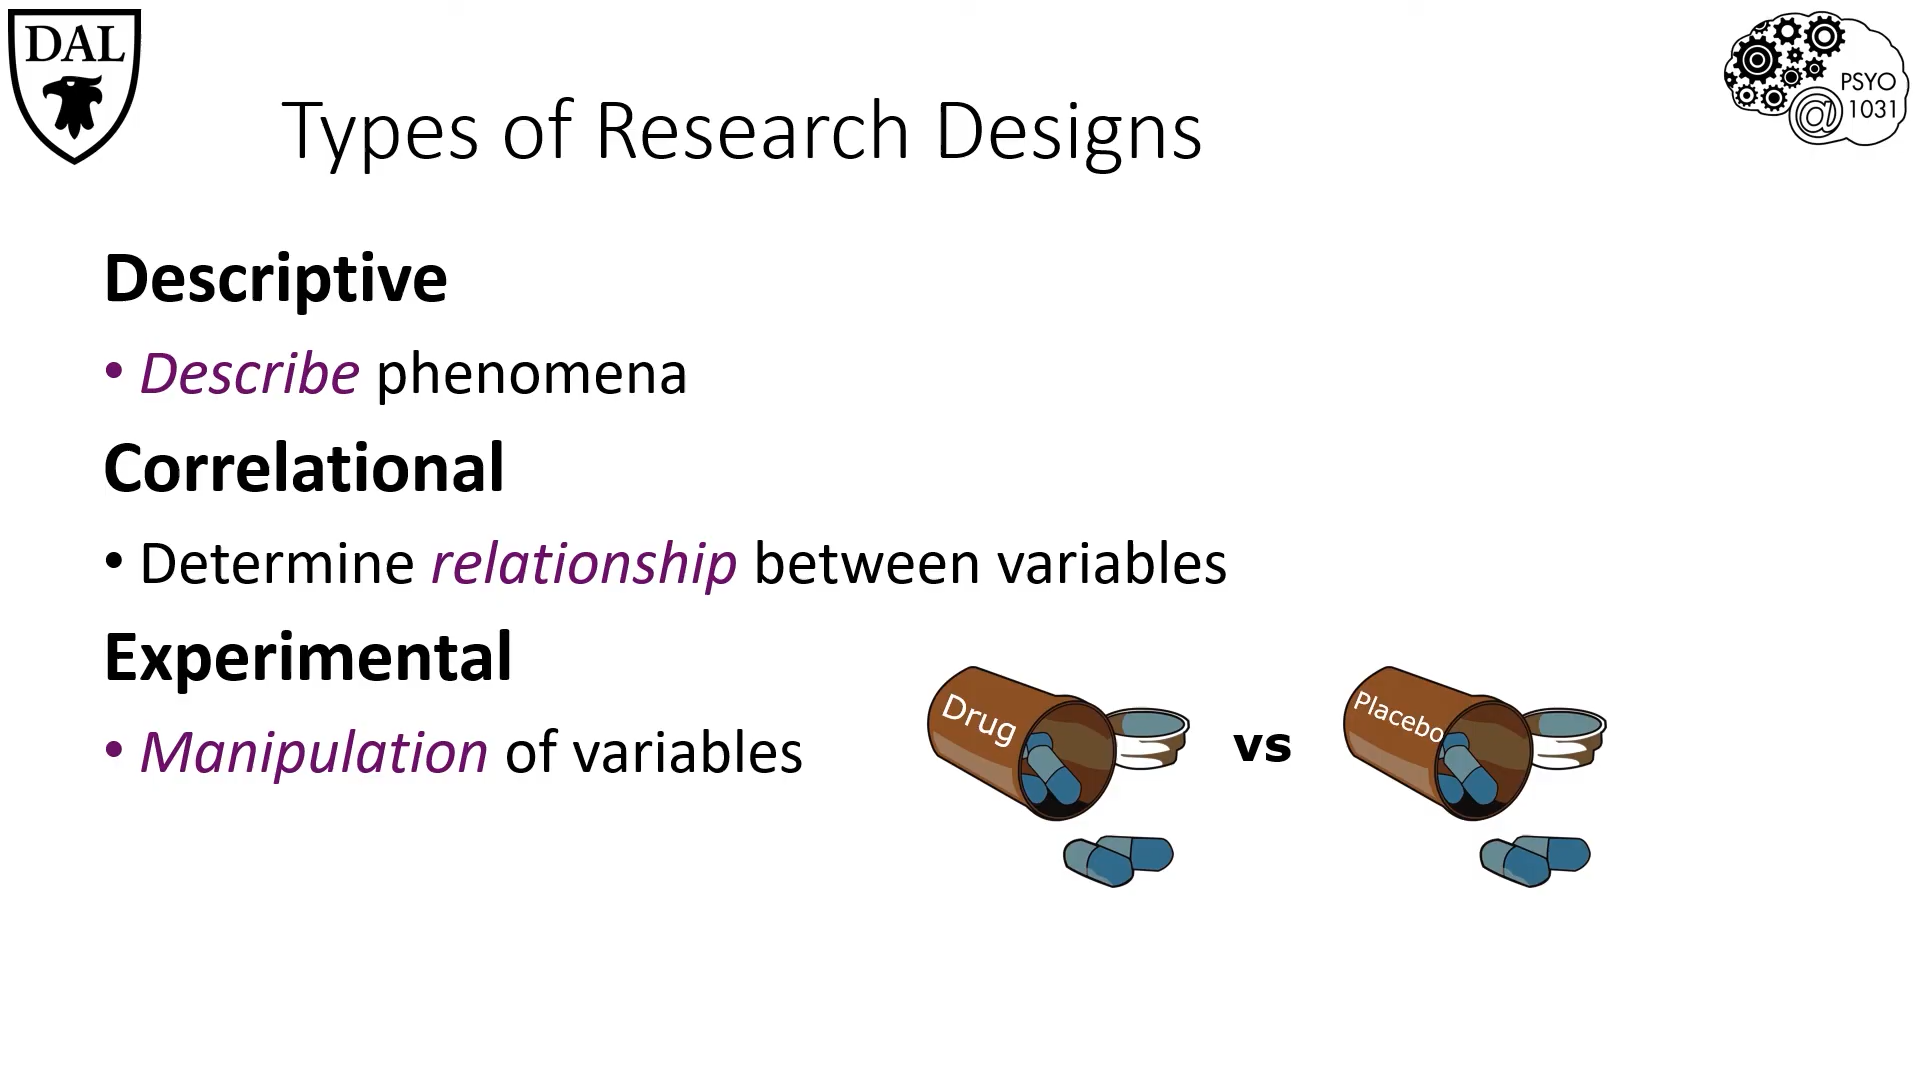 DAL
PSYO
@ 1031
Types of Research Designs
Descriptive
• Describe phenomena
Correlational
• Determine relationship between variables
Experimental
• Manipulation of variables
Drug
vs
Placebo